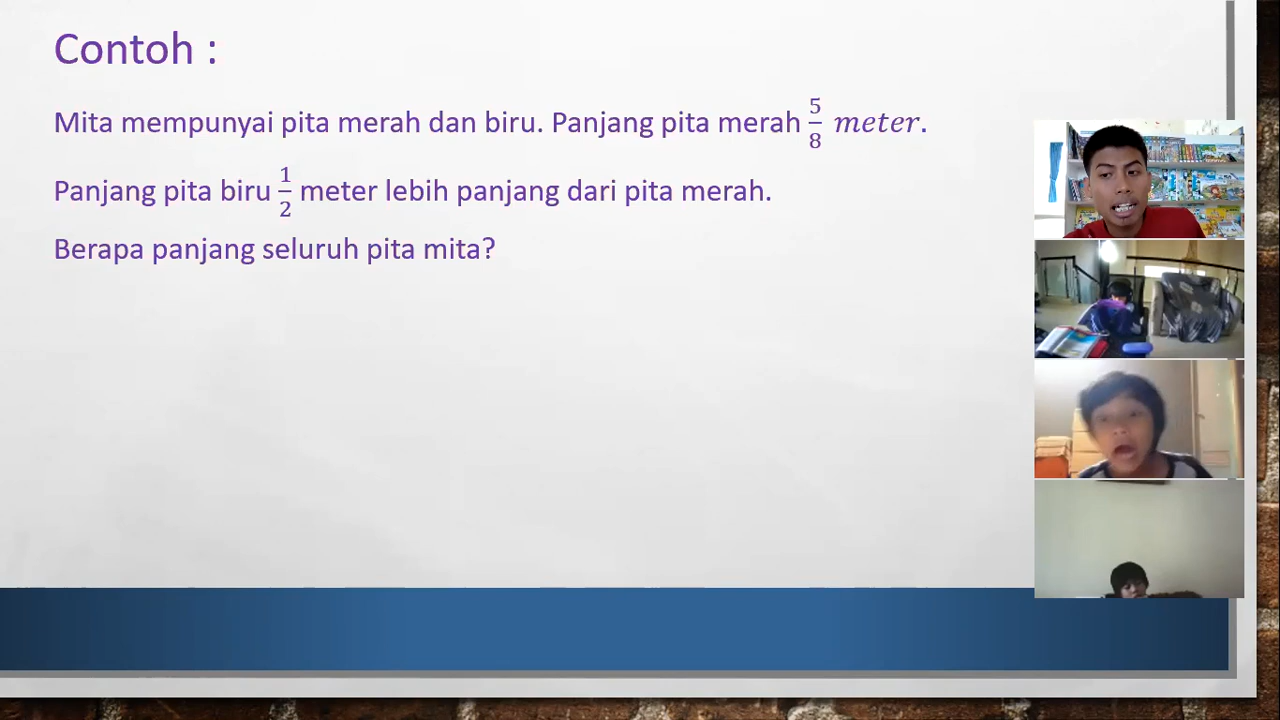 Contoh :
Mita mempunyai pita merah dan biru. Panjang pita merah 5/8 meter.
Panjang pita biru 1/2 meter lebih panjang dari pita merah.
Berapa panjang seluruh pita mita?